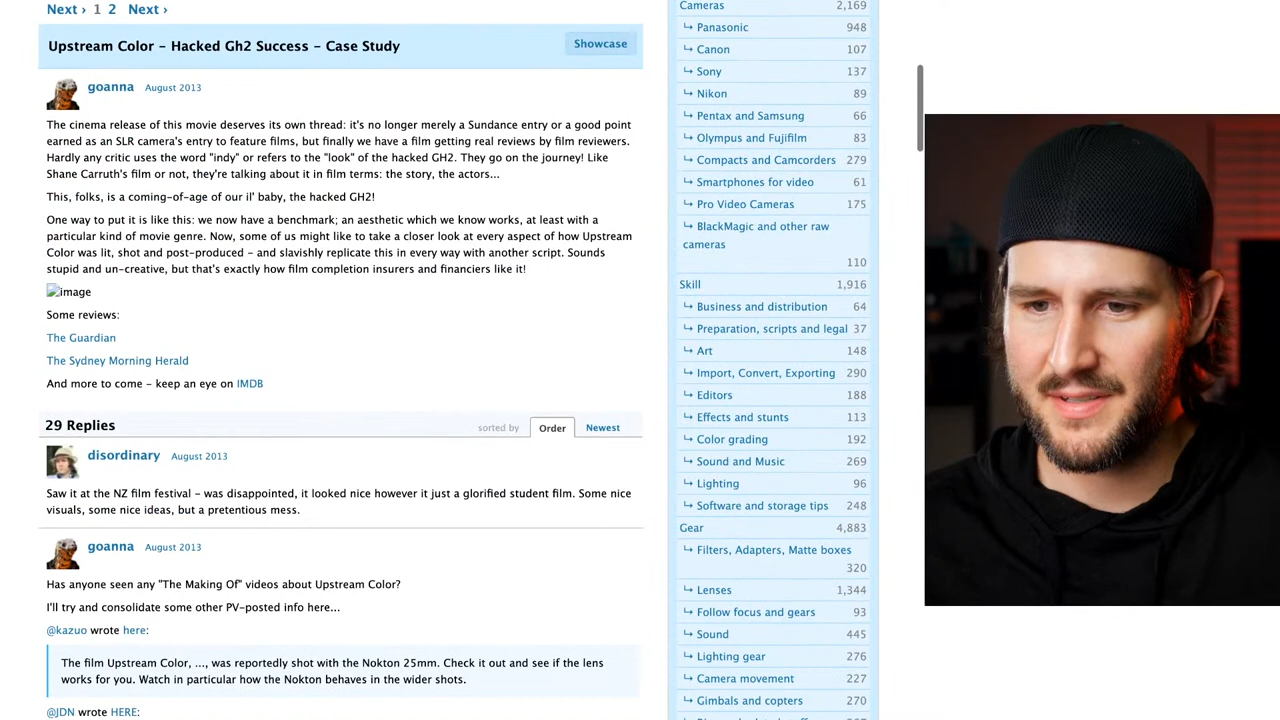 Next › 1 2 Next ›
Upstream Color – Hacked Gh2 Success – Case Study
Showcase
goanna August 2013
The cinema release of this movie deserves its own thread: it's no longer merely a Sundance entry or a good point
earned as an SLR camera's entry to feature films, but finally we have a film getting real reviews by film reviewers.
Hardly any critic uses the word "indy" or refers to the "look" of the hacked GH2. They go on the journey! Like
Shane Carruth's film or not, they're talking about it in film terms: the story, the actors...
This, folks, is a coming-of-age of our il' baby, the hacked GH2!
One way to put it is like this: we now have a benchmark; an aesthetic which we know works, at least with a
particular kind of movie genre. Now, some of us might like to take a closer look at every aspect of how Upstream
Color was lit, shot and post-produced – and slavishly replicate this in every way with another script. Sounds
stupid and un-creative, but that's exactly how film completion insurers and financiers like it!
image
Some reviews:
The Guardian
The Sydney Morning Herald
And more to come – keep an eye on IMDB
29 Replies
sorted by Order Newest
disordinary August 2013
Saw it at the NZ film festival – was disappointed, it looked nice however it just a glorified student film. Some nice
visuals, some nice ideas, but a pretentious mess.
goanna August 2013
Has anyone seen any "The Making Of" videos about Upstream Color?
I'll try and consolidate some other PV-posted info here...
@kazuo wrote here:
The film Upstream Color, ..., was reportedly shot with the Nokton 25mm. Check it out and see if the lens
works for you. Watch in particular how the Nokton behaves in the wider shots.
@JDN wrote HERE:
Cameras 2,169
↳ Panasonic 948
↳ Canon 107
↳ Sony 137
↳ Nikon 89
↳ Pentax and Samsung 66
↳ Olympus and Fujifilm 83
↳ Compacts and Camcorders 279
↳ Smartphones for video 61
↳ Pro Video Cameras 175
↳ BlackMagic and other raw
cameras
110
Skill 1,916
↳ Business and distribution 64
↳ Preparation, scripts and legal 37
↳ Art 148
↳ Import, Convert, Exporting 290
↳ Editors 188
↳ Effects and stunts 113
↳ Color grading 192
↳ Sound and Music 269
↳ Lighting 96
↳ Software and storage tips 248
Gear 4,883
↳ Filters, Adapters, Matte boxes
320
↳ Lenses 1,344
↳ Follow focus and gears 93
↳ Sound 445
↳ Lighting gear 276
↳ Camera movement 227
↳ Gimbals and copters 270